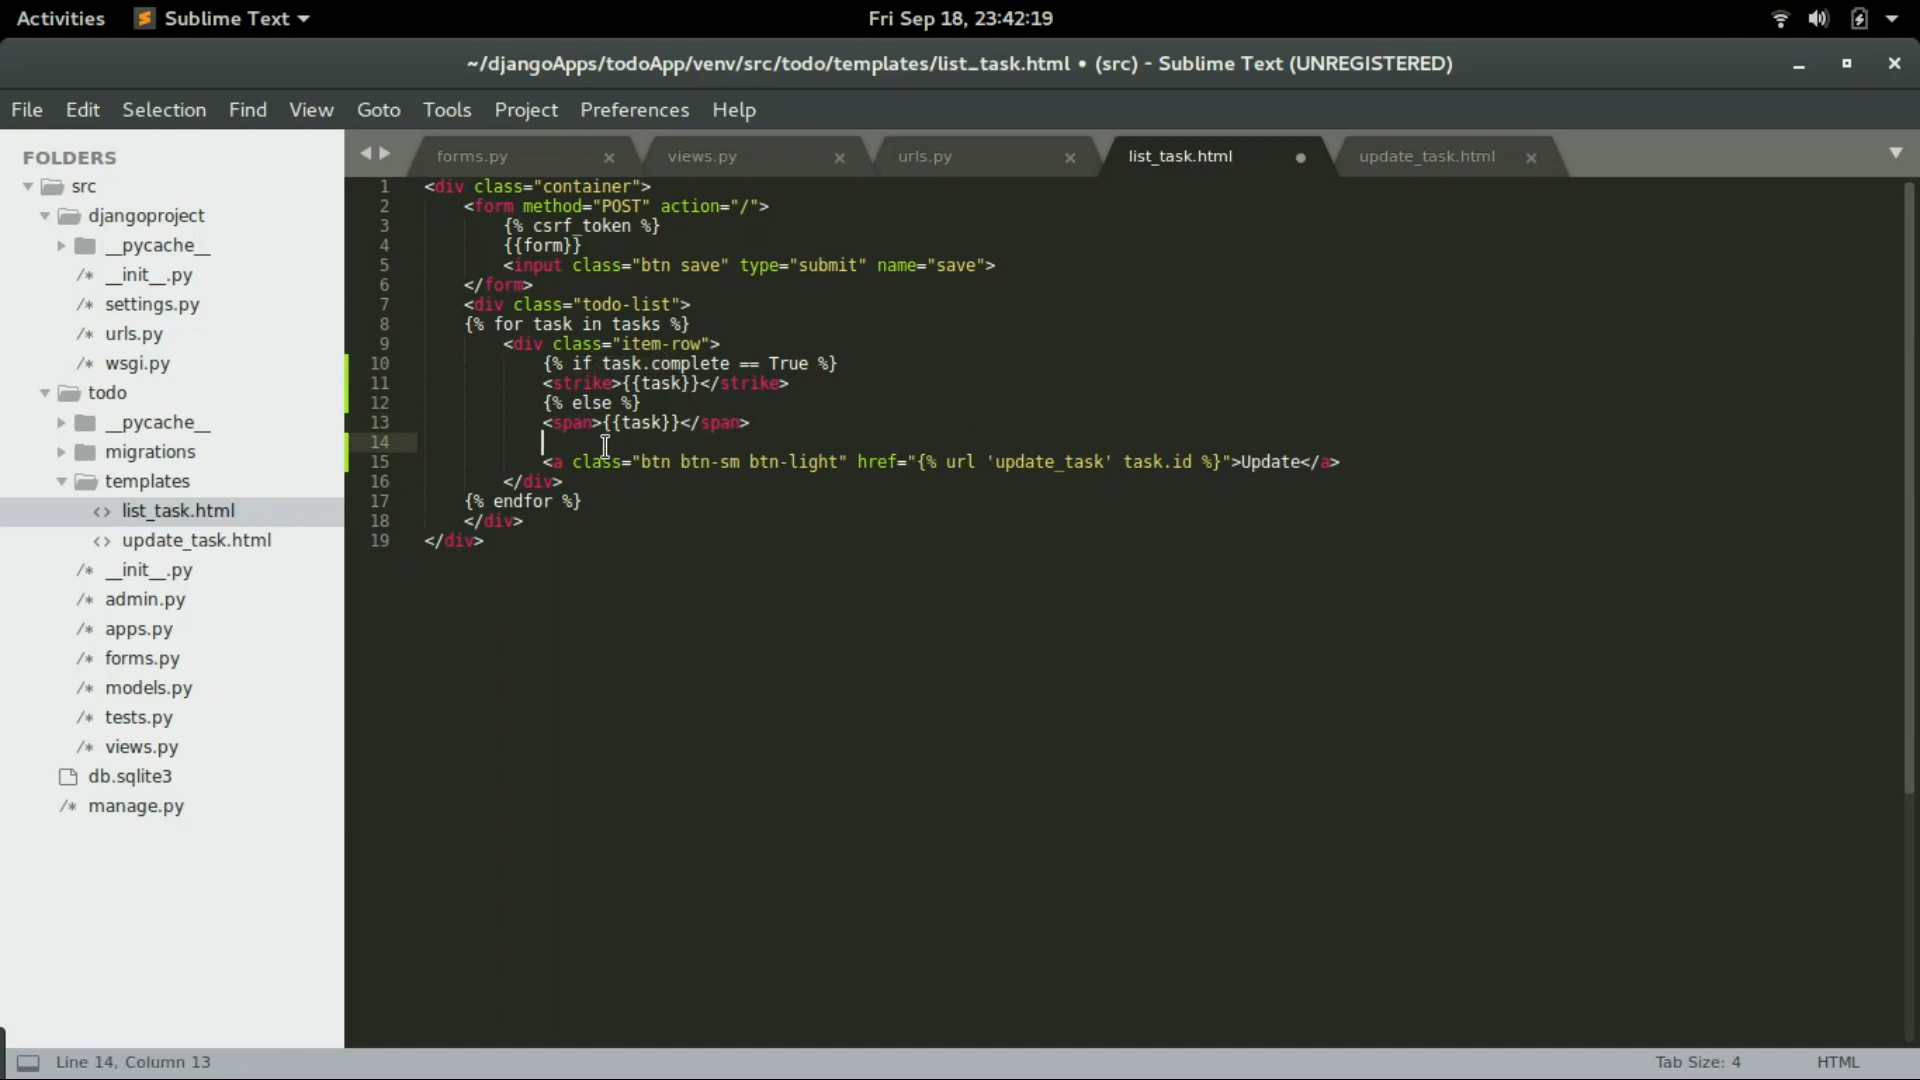 Activities Sublime Text Fri Sep 18, 23:42:19
~/djangoApps/todoApp/venv/src/todo/templates/list_task.html • (src) - Sublime Text (UNREGISTERED)
File Edit Selection Find View Goto Tools Project Preferences Help
FOLDERS
src
djangoproject
__pycache__
/* __init__.py
/* settings.py
/* urls.py
/* wsgi.py
todo
__pycache__
migrations
templates
<> list_task.html
<> update_task.html
/* __init__.py
/* admin.py
/* apps.py
/* forms.py
/* models.py
/* tests.py
/* views.py
db.sqlite3
/* manage.py
forms.py × views.py × urls.py × list_task.html update_task.html ×
1 <div class="container">
2 <form method="POST" action="/">
3 {% csrf_token %}
4 {{form}}
5 <input class="btn save" type="submit" name="save">
6 </form>
7 <div class="todo-list">
8 {% for task in tasks %}
9 <div class="item-row">
10 {% if task.complete == True %}
11 <strike>{{task}}</strike>
12 {% else %}
13 <span>{{task}}</span>
14
15 <a class="btn btn-sm btn-light" href="{% url 'update_task' task.id %}">Update</a>
16 </div>
17 {% endfor %}
18 </div>
19 </div>
Line 14, Column 13 Tab Size: 4 HTML